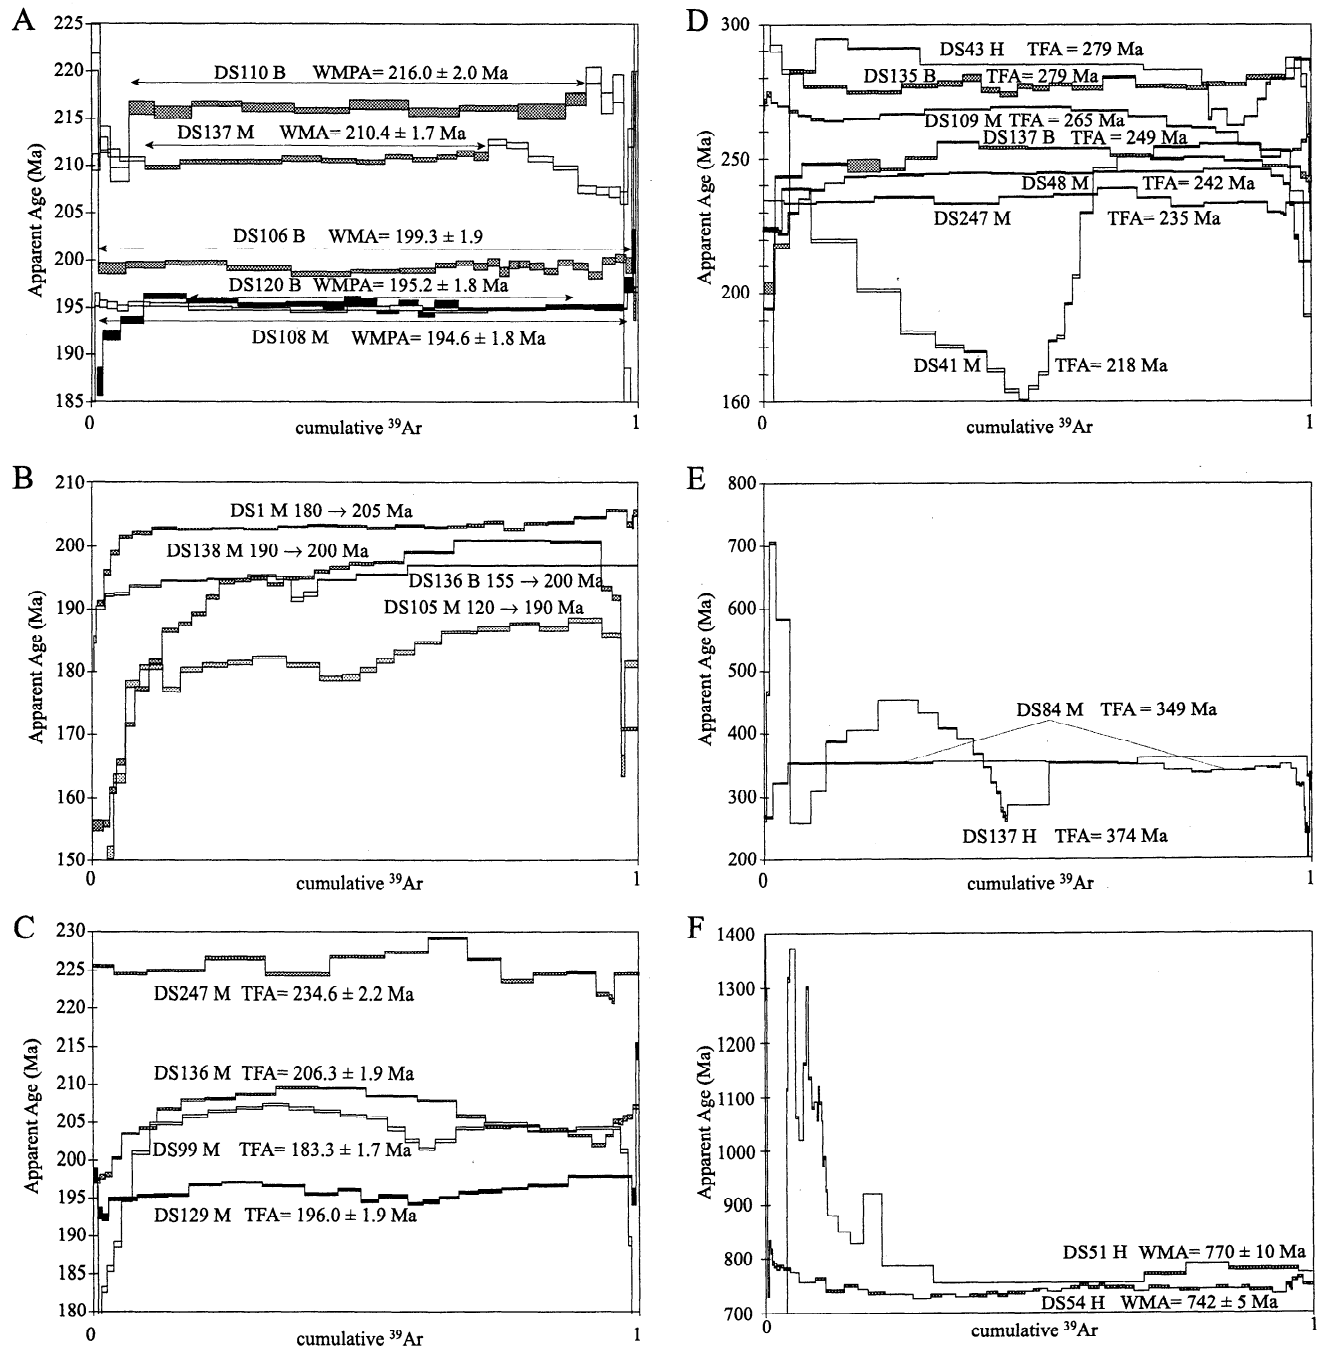 A
225
220
215
210
205
200
195
190
185
Apparent Age (Ma)
DS110 B WMPA= 216.0 ± 2.0 Ma
DS137 M WMA= 210.4 ± 1.7 Ma
DS106 B WMA= 199.3 ± 1.9
DS120 B WMPA= 195.2 ± 1.8 Ma
DS108 M WMPA= 194.6 ± 1.8 Ma
0
1
cumulative ³⁹Ar
B
210
200
190
180
170
160
150
Apparent Age (Ma)
DS1 M 180 → 205 Ma
DS138 M 190 → 200 Ma
DS136 B 155 → 200 Ma
DS105 M 120 → 190 Ma
0
1
cumulative ³⁹Ar
C
230
225
220
215
210
205
200
195
190
185
180
Apparent Age (Ma)
DS247 M TFA= 234.6 ± 2.2 Ma
DS136 M TFA= 206.3 ± 1.9 Ma
DS99 M TFA= 183.3 ± 1.7 Ma
DS129 M TFA= 196.0 ± 1.9 Ma
0
1
cumulative ³⁹Ar
D
300
250
200
160
Apparent Age (Ma)
DS43 H TFA = 279 Ma
DS135 B TFA= 279 Ma
DS109 M TFA = 265 Ma
DS137 B TFA= 249 Ma
DS48 M TFA= 242 Ma
DS247 M TFA= 235 Ma
DS41 M TFA= 218 Ma
0
1
cumulative ³⁹Ar
E
800
700
600
500
400
300
200
Apparent Age (Ma)
DS84 M TFA = 349 Ma
DS137 H TFA= 374 Ma
0
1
cumulative ³⁹Ar
F
1400
1300
1200
1100
1000
900
800
700
Apparent Age (Ma)
DS51 H WMA= 770 ± 10 Ma
DS54 H WMA= 742 ± 5 Ma
0
1
cumulative ³⁹Ar